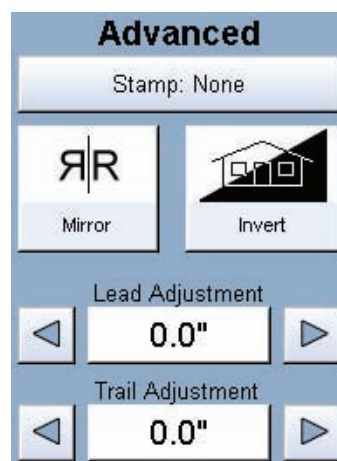 Advanced
Stamp: None
ЯR
Mirror
Invert
Lead Adjustment
0.0"
Trail Adjustment
0.0"